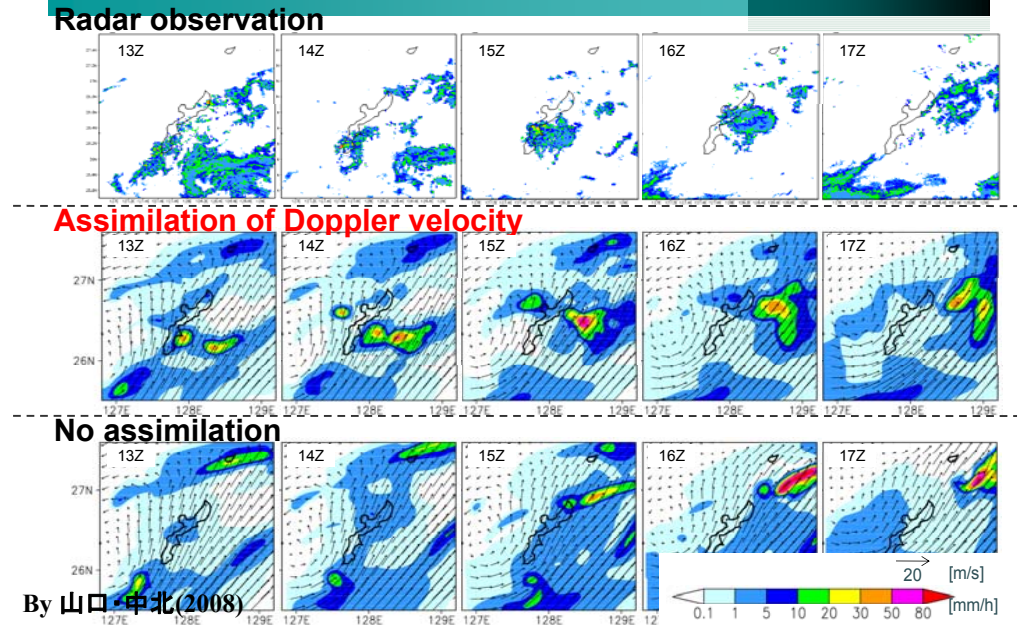 Radar observation
13Z 14Z 15Z 16Z 17Z
Assimilation of Doppler velocity
13Z 14Z 15Z 16Z 17Z
27N
26N
127E 128E 129E 127E 128E 129E 127E 128E 129E 127E 128E 129E 127E 128E 129E
No assimilation
13Z 14Z 15Z 16Z 17Z
27N
26N
20 [m/s]
0.1 1 5 10 20 30 50 80 [mm/h]
By 山口・中北(2008)
127E 128E 129E 127E 128E 129E 127E 128E 129E